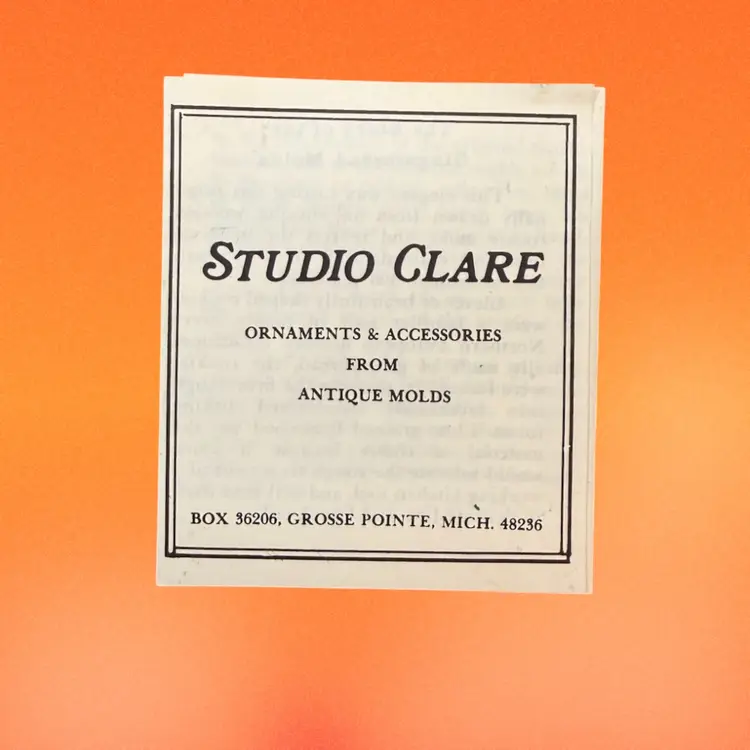 STUDIO CLARE
ORNAMENTS & ACCESSORIES
FROM
ANTIQUE MOLDS
BOX 36206, GROSSE POINTE, MICH. 48236